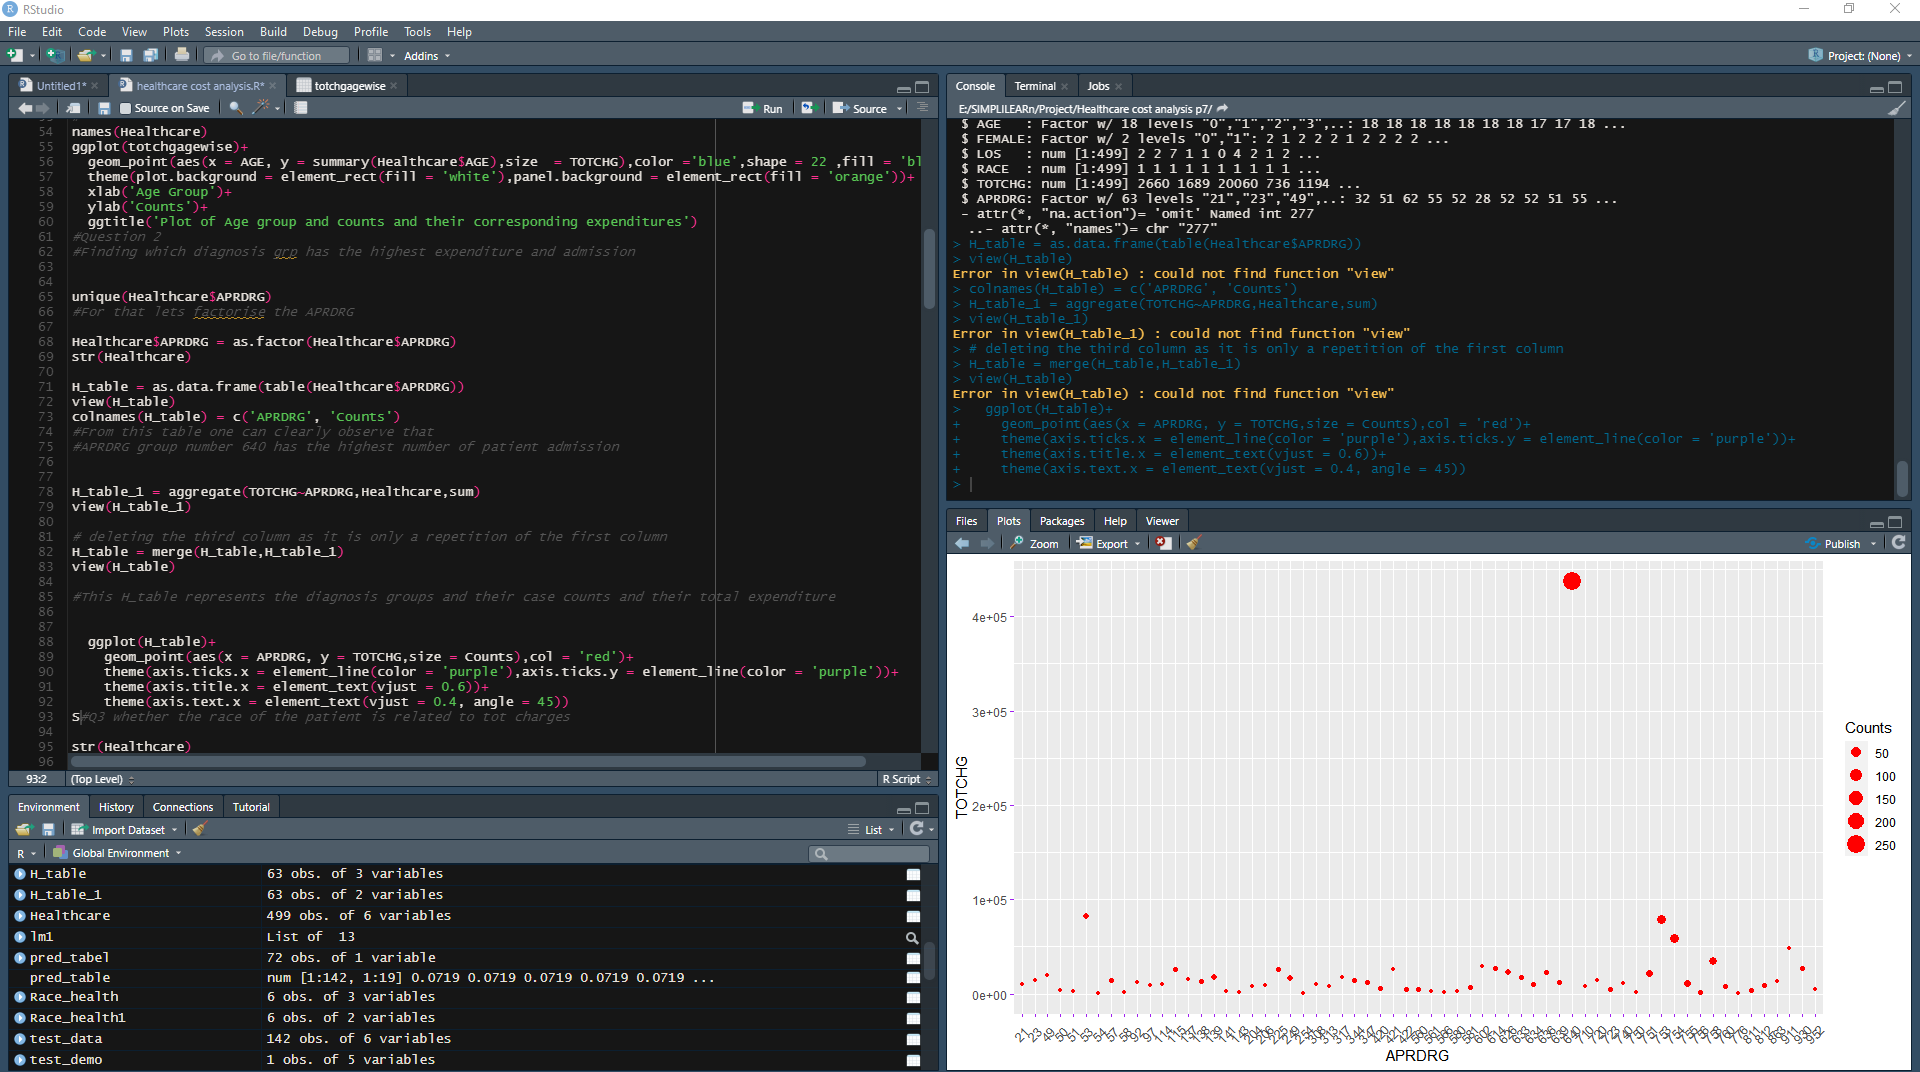 RStudio
File Edit Code View Plots Session Build Debug Profile Tools Help
Go to file/function Addins Project: (None)
Untitled1* healthcare cost analysis.R* totchgagewise
Source on Save Run Source
54 names(Healthcare)
55 ggplot(totchgagewise)+
56 geom_point(aes(x = AGE, y = summary(Healthcare$AGE),size  = TOTCHG),color ='blue',shape = 22 ,fill = 'bl
57 theme(plot.background = element_rect(fill = 'white'),panel.background = element_rect(fill = 'orange'))+
58 xlab('Age Group')+
59 ylab('Counts')+
60 ggtitle('Plot of Age group and counts and their corresponding expenditures')
61 #Question 2
62 #Finding which diagnosis grp has the highest expenditure and admission
63
64
65 unique(Healthcare$APRDRG)
66 #For that lets factorise the APRDRG
67
68 Healthcare$APRDRG = as.factor(Healthcare$APRDRG)
69 str(Healthcare)
70
71 H_table = as.data.frame(table(Healthcare$APRDRG))
72 view(H_table)
73 colnames(H_table) = c('APRDRG', 'Counts')
74 #From this table one can clearly observe that
75 #APRDRG group number 640 has the highest number of patient admission
76
77
78 H_table_1 = aggregate(TOTCHG~APRDRG,Healthcare,sum)
79 view(H_table_1)
80
81 # deleting the third column as it is only a repetition of the first column
82 H_table = merge(H_table,H_table_1)
83 view(H_table)
84
85 #This H_table represents the diagnosis groups and their case counts and their total expenditure
86
87
88 ggplot(H_table)+
89 geom_point(aes(x = APRDRG, y = TOTCHG,size = Counts),col = 'red')+
90 theme(axis.ticks.x = element_line(color = 'purple'),axis.ticks.y = element_line(color = 'purple'))+
91 theme(axis.title.x = element_text(vjust = 0.6))+
92 theme(axis.text.x = element_text(vjust = 0.4, angle = 45))
93 s#Q3 whether the race of the patient is related to tot charges
94
95 str(Healthcare)
96
93:2 (Top Level) R Script
Environment History Connections Tutorial
Import Dataset List
R Global Environment
H_table 63 obs. of 3 variables
H_table_1 63 obs. of 2 variables
Healthcare 499 obs. of 6 variables
lm1 List of  13
pred_tabel 72 obs. of 1 variable
pred_table num [1:142, 1:19] 0.0719 0.0719 0.0719 0.0719 0.0719 ...
Race_health 6 obs. of 3 variables
Race_health1 6 obs. of 2 variables
test_data 142 obs. of 6 variables
test_demo 1 obs. of 5 variables
Console Terminal Jobs
E:/SIMPLILEARn/Project/Healthcare cost analysis p7/
$ AGE   : Factor w/ 18 levels "0","1","2","3",..: 18 18 18 18 18 18 18 17 17 18 ...
$ FEMALE: Factor w/ 2 levels "0","1": 2 1 2 2 2 1 2 2 2 2 ...
$ LOS   : num [1:499] 2 2 7 1 1 0 4 2 1 2 ...
$ RACE  : num [1:499] 1 1 1 1 1 1 1 1 1 1 ...
$ TOTCHG: num [1:499] 2660 1689 20060 736 1194 ...
$ APRDRG: Factor w/ 63 levels "21","23","49",..: 32 51 62 55 52 28 52 52 51 55 ...
- attr(*, "na.action")= 'omit' Named int 277
..- attr(*, "names")= chr "277"
> H_table = as.data.frame(table(Healthcare$APRDRG))
> view(H_table)
Error in view(H_table) : could not find function "view"
> colnames(H_table) = c('APRDRG', 'Counts')
> H_table_1 = aggregate(TOTCHG~APRDRG,Healthcare,sum)
> view(H_table_1)
Error in view(H_table_1) : could not find function "view"
> # deleting the third column as it is only a repetition of the first column
> H_table = merge(H_table,H_table_1)
> view(H_table)
Error in view(H_table) : could not find function "view"
> ggplot(H_table)+
+ geom_point(aes(x = APRDRG, y = TOTCHG,size = Counts),col = 'red')+
+ theme(axis.ticks.x = element_line(color = 'purple'),axis.ticks.y = element_line(color = 'purple'))+
+ theme(axis.title.x = element_text(vjust = 0.6))+
+ theme(axis.text.x = element_text(vjust = 0.4, angle = 45))
>
Files Plots Packages Help Viewer
Zoom Export Publish
4e+05
3e+05
2e+05
1e+05
0e+00
TOTCHG
21 23 49 50 51 53 54 57 58 92 97 114 115 137 138 139 141 143 204 206 225 249 254 308 313 317 344 347 420 421 422
APRDRG
Counts
50
100
150
200
250